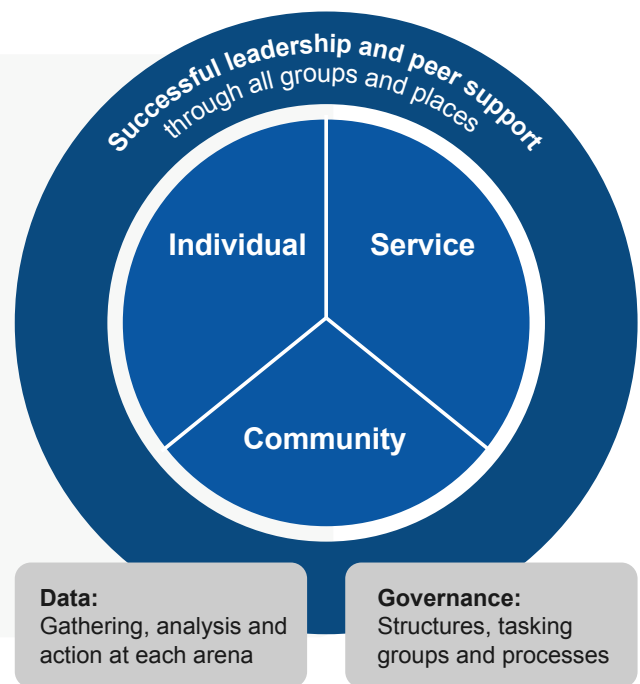 Successful leadership and peer support
through all groups and places
Individual
Service
Community
Data:
Gathering, analysis and
action at each arena
Governance:
Structures, tasking
groups and processes